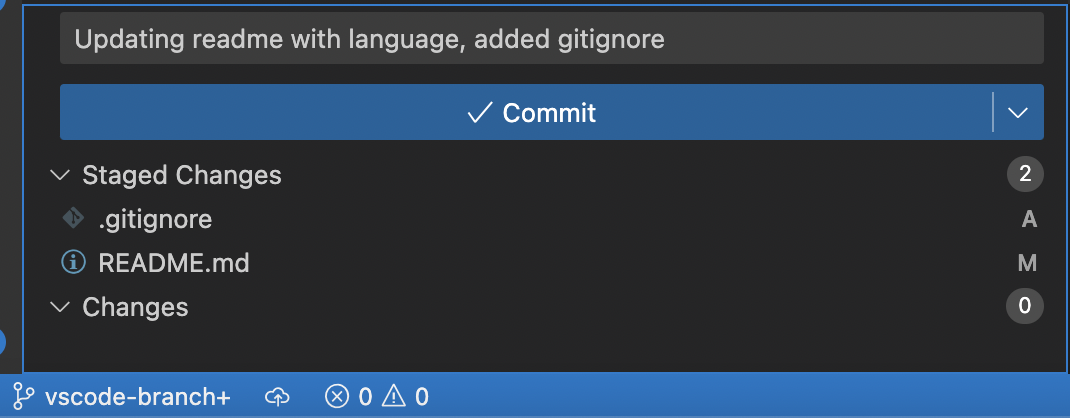 Updating readme with language, added gitignore
Commit
Staged Changes 2
.gitignore A
README.md M
Changes 0
vscode-branch+ 0 0